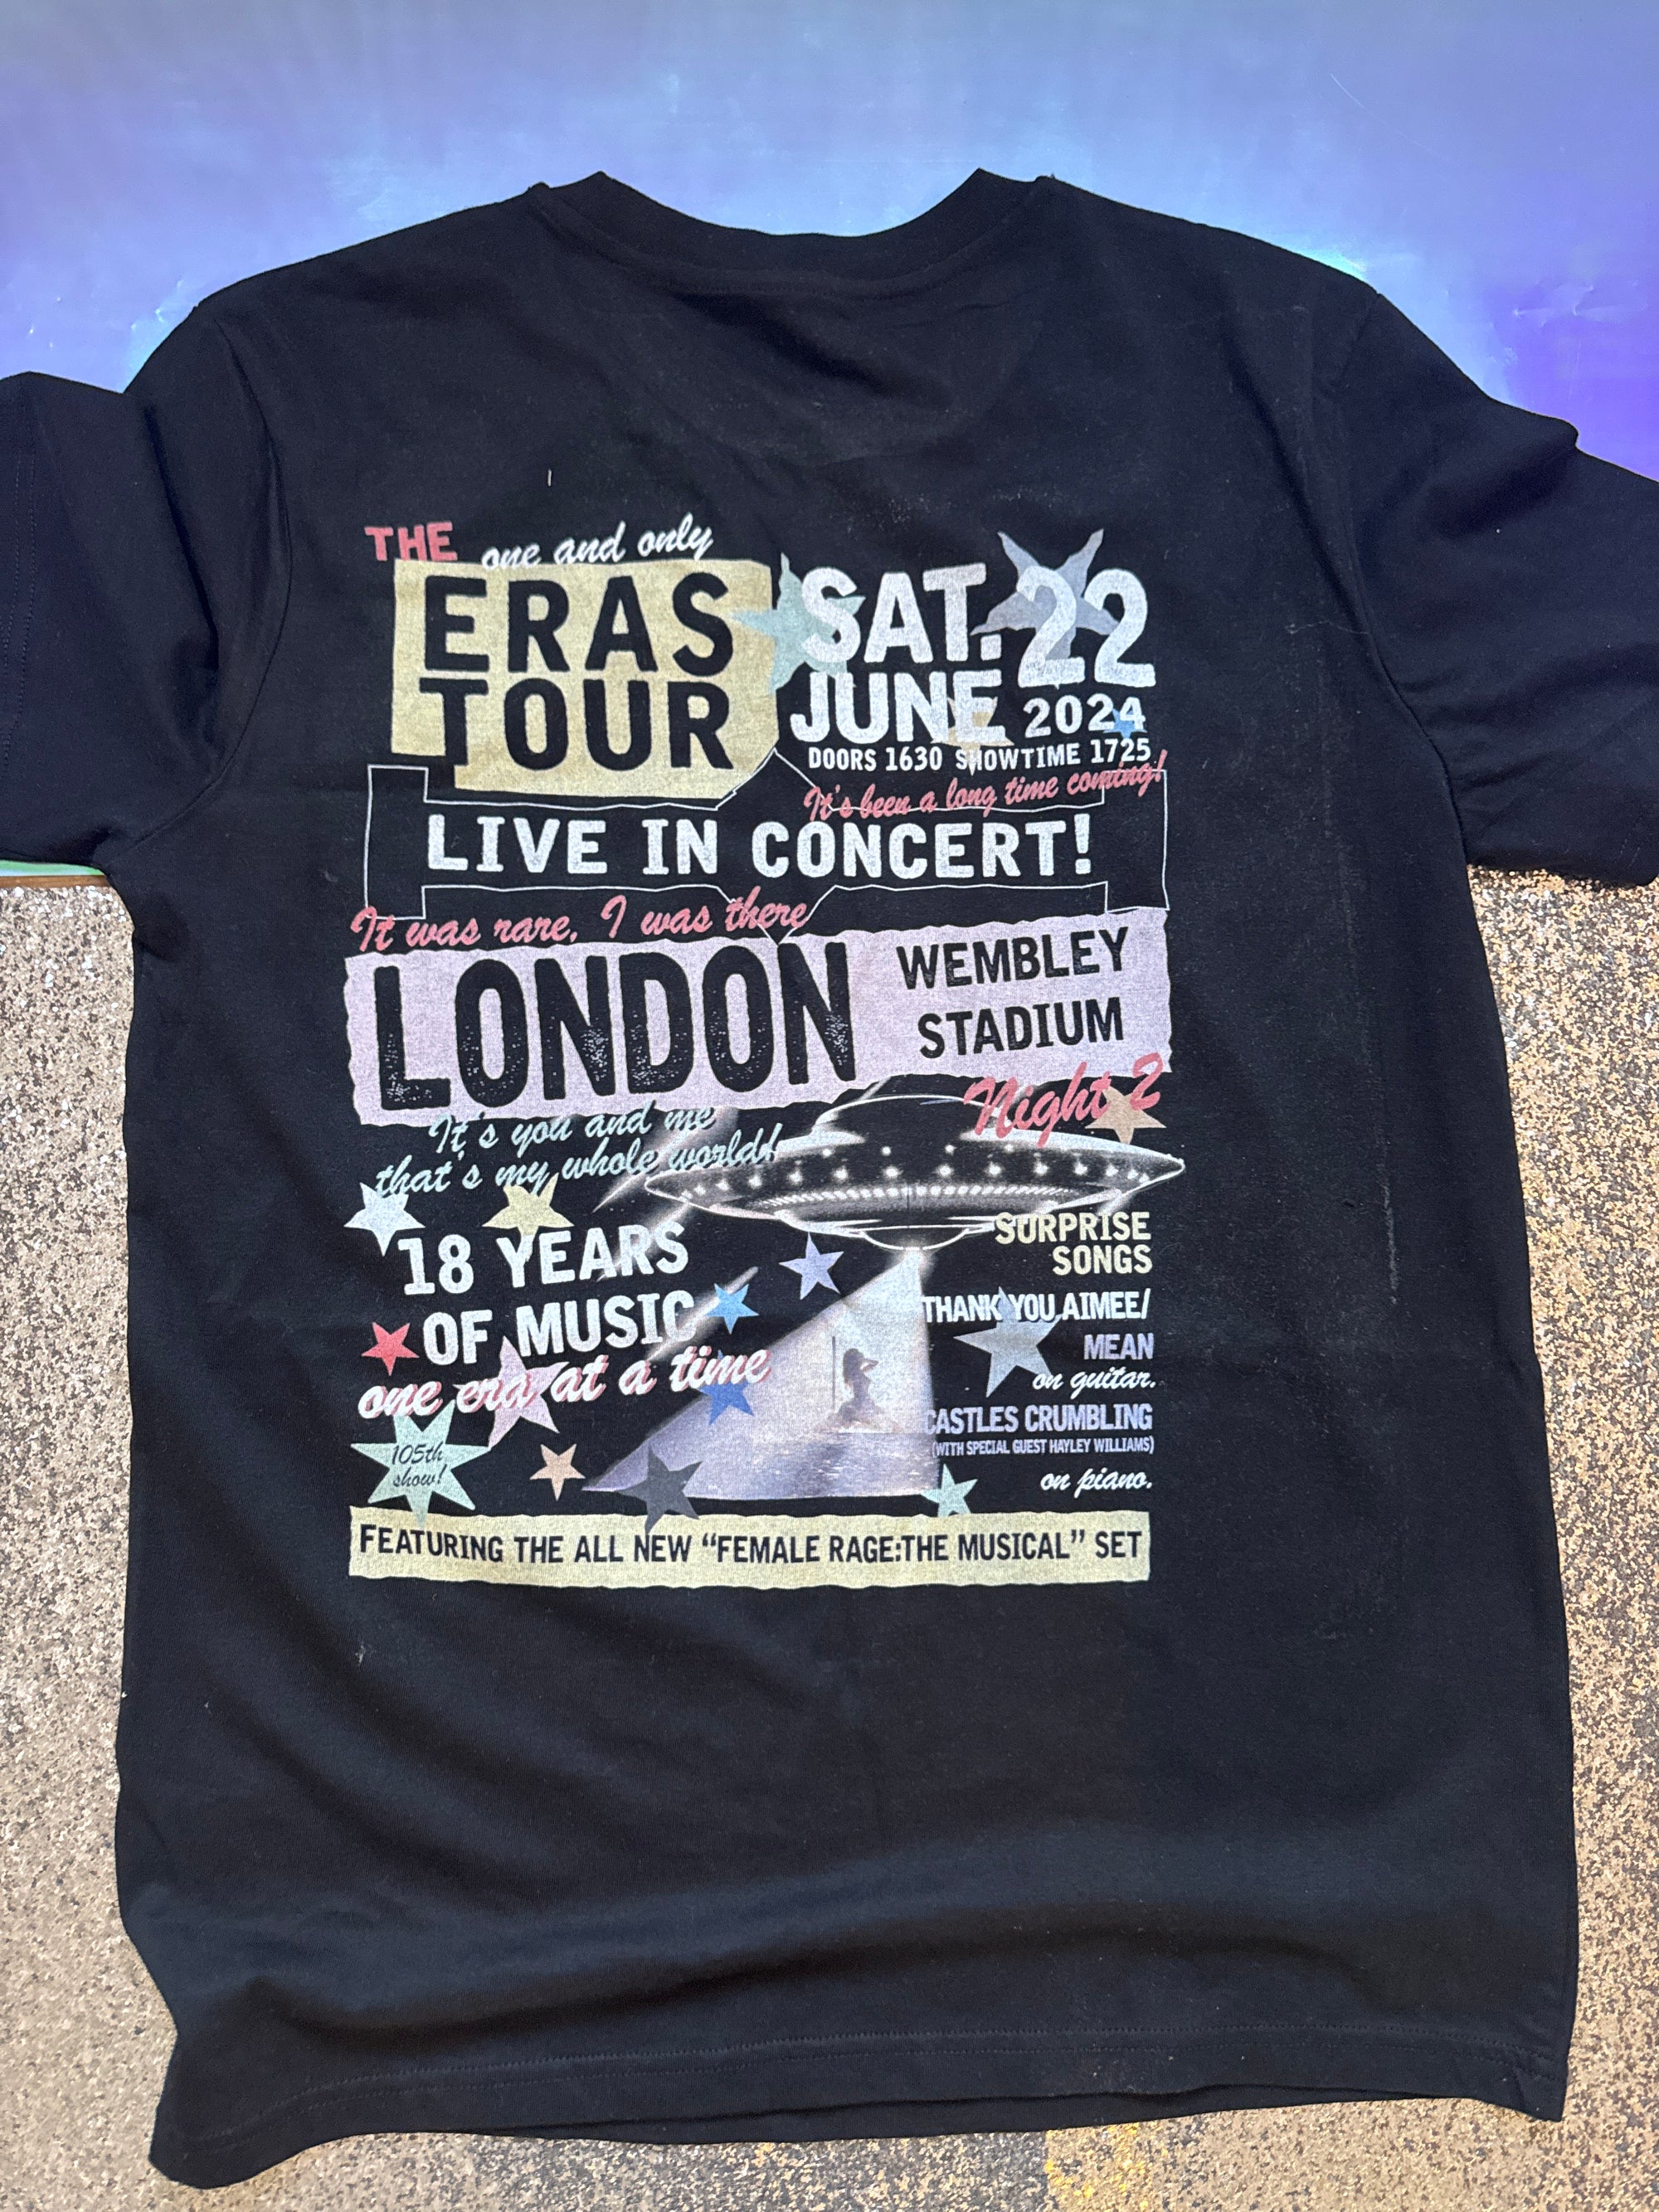 THE one and only
ERAS
TOUR
SAT. 22
JUNE 2024
DOORS 1630 SHOWTIME 1725
It's been a long time coming!
LIVE IN CONCERT!
It was rare, I was there
LONDON
WEMBLEY
STADIUM
Night 2
It's you and me
that's my whole world!
18 YEARS
OF MUSIC
one era at a time
105th
show!
SURPRISE
SONGS
THANK YOU AIMEE/
MEAN
on guitar.
CASTLES CRUMBLING
(WITH SPECIAL GUEST HAYLEY WILLIAMS)
on piano.
FEATURING THE ALL NEW “FEMALE RAGE:THE MUSICAL” SET